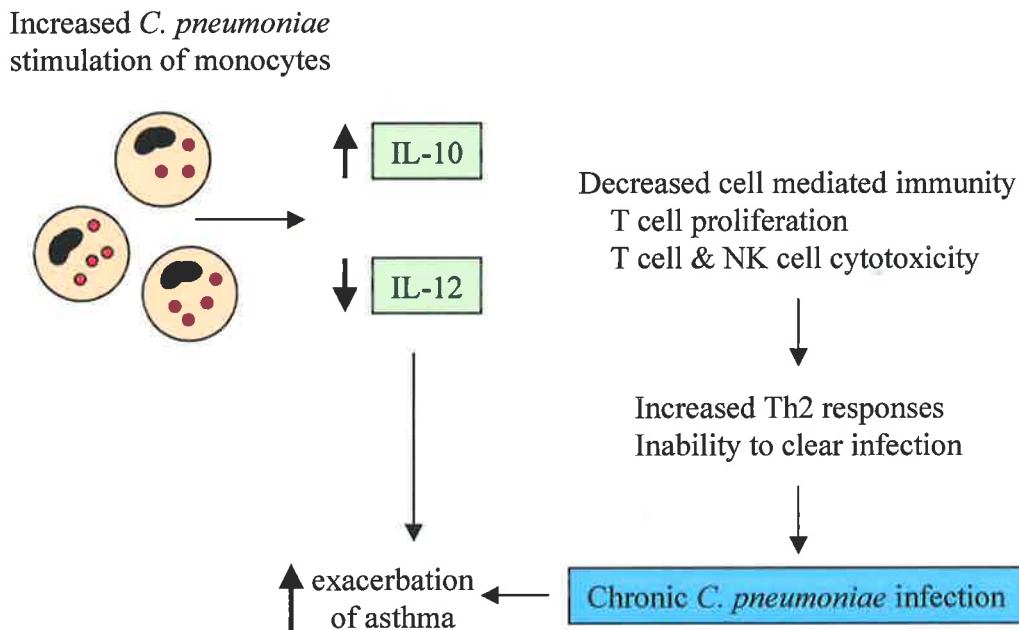 Increased C. pneumoniae
stimulation of monocytes
IL-10
IL-12
Decreased cell mediated immunity
T cell proliferation
T cell & NK cell cytotoxicity
Increased Th2 responses
Inability to clear infection
Chronic C. pneumoniae infection
exacerbation
of asthma